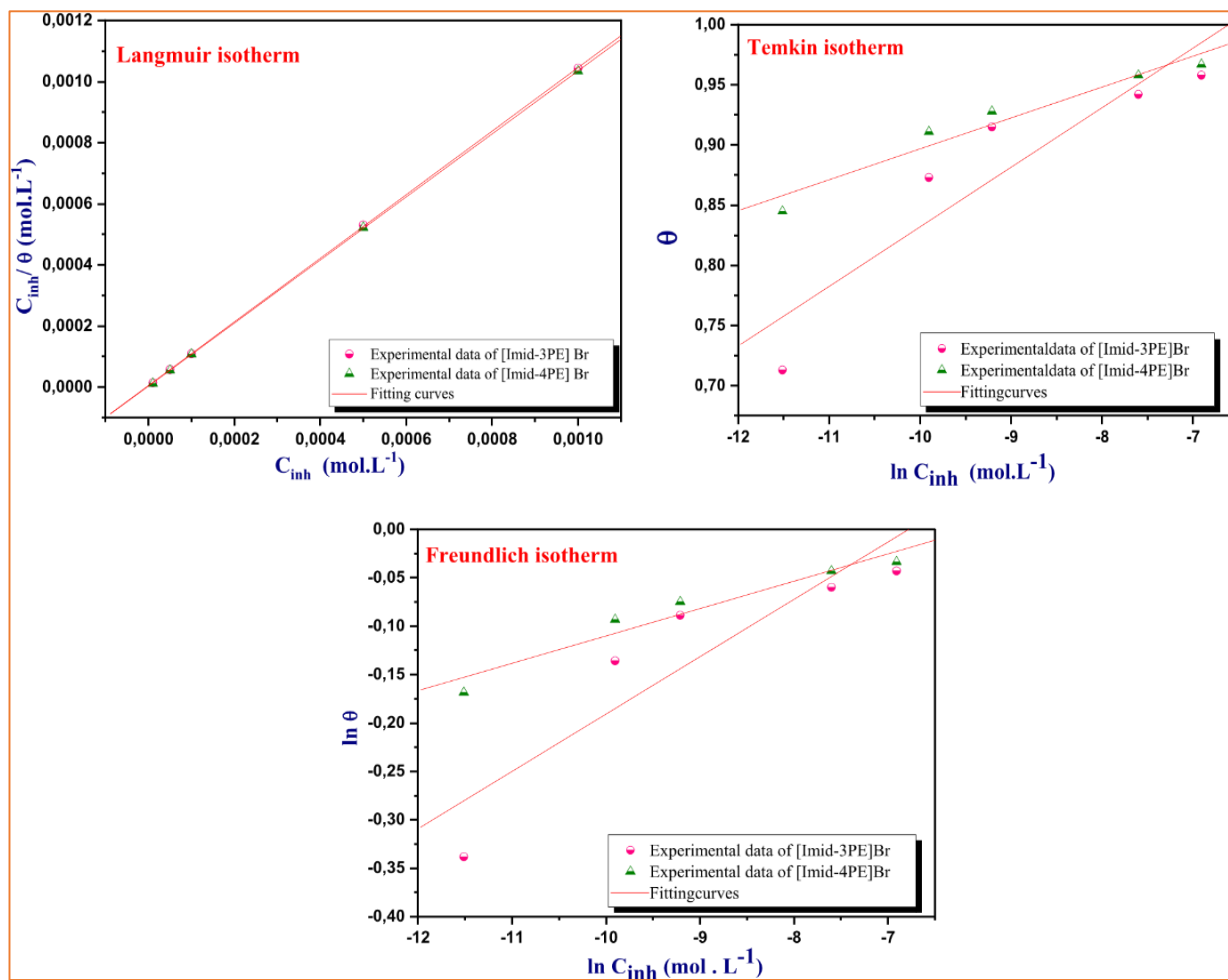 Langmuir isotherm
C_inh / θ (mol.L⁻¹)
0,0012
0,0010
0,0008
0,0006
0,0004
0,0002
0,0000
0,0000 0,0002 0,0004 0,0006 0,0008 0,0010
C_inh (mol.L⁻¹)
Experimental data of [Imid-3PE] Br
Experimental data of [Imid-4PE] Br
Fitting curves
Temkin isotherm
θ
1,00
0,95
0,90
0,85
0,80
0,75
0,70
-12 -11 -10 -9 -8 -7
ln C_inh (mol.L⁻¹)
Experimentaldata of [Imid-3PE]Br
Experimentaldata of [Imid-4PE]Br
Fittingcurves
Freundlich isotherm
ln θ
0,00
-0,05
-0,10
-0,15
-0,20
-0,25
-0,30
-0,35
-0,40
-12 -11 -10 -9 -8 -7
ln C_inh (mol . L⁻¹)
Experimental data of [Imid-3PE]Br
Experimental data of [Imid-4PE]Br
Fittingcurves